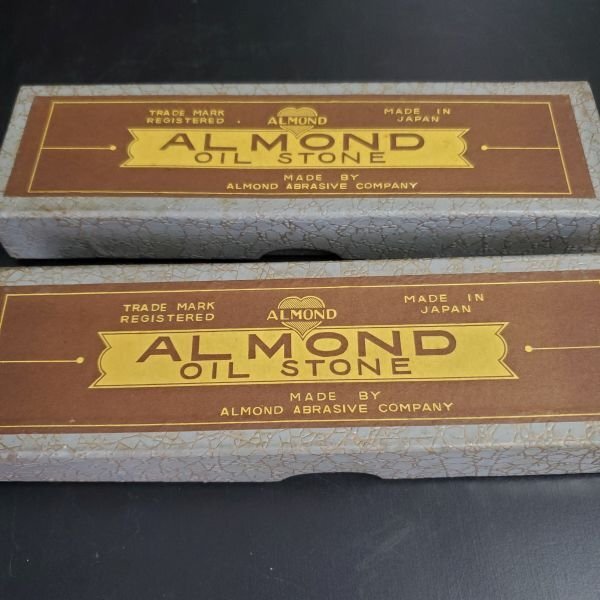 TRADE MARK
REGISTERED
ALMOND
MADE IN
JAPAN
ALMOND
OIL STONE
MADE BY
ALMOND ABRASIVE COMPANY
TRADE MARK
REGISTERED
ALMOND
MADE IN
JAPAN
ALMOND
OIL STONE
MADE BY
ALMOND ABRASIVE COMPANY